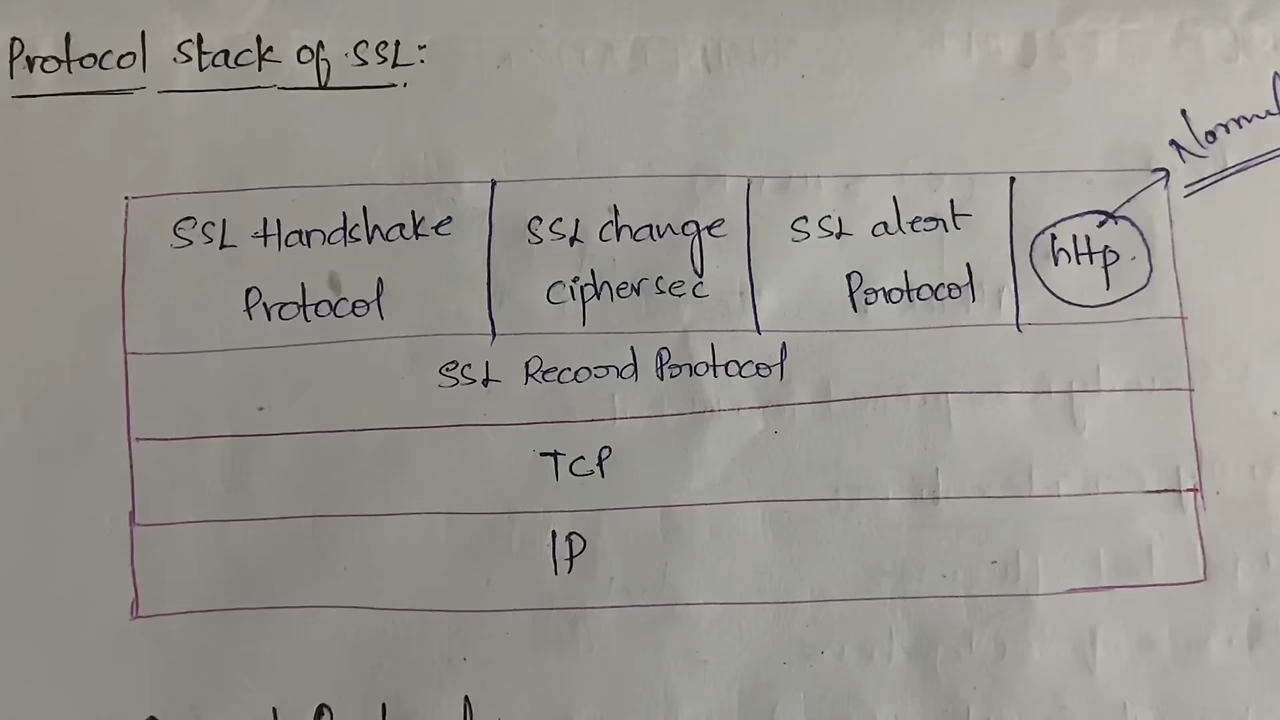 Protocol stack of SSL:
Normal
SSL Handshake
Protocol
SSL change
ciphersec
SSL alert
Protocol
http.
SSL Record Protocol
TCP
IP